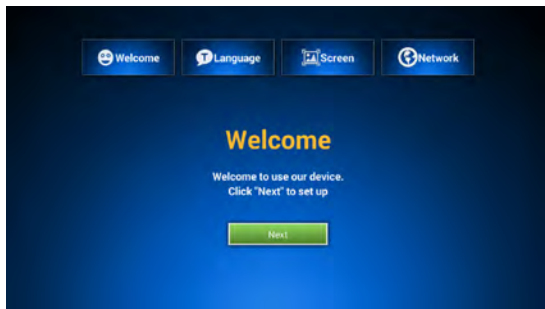 Welcome
Language
Screen
Network
Welcome
Welcome to use our device.
Click "Next" to set up
Next